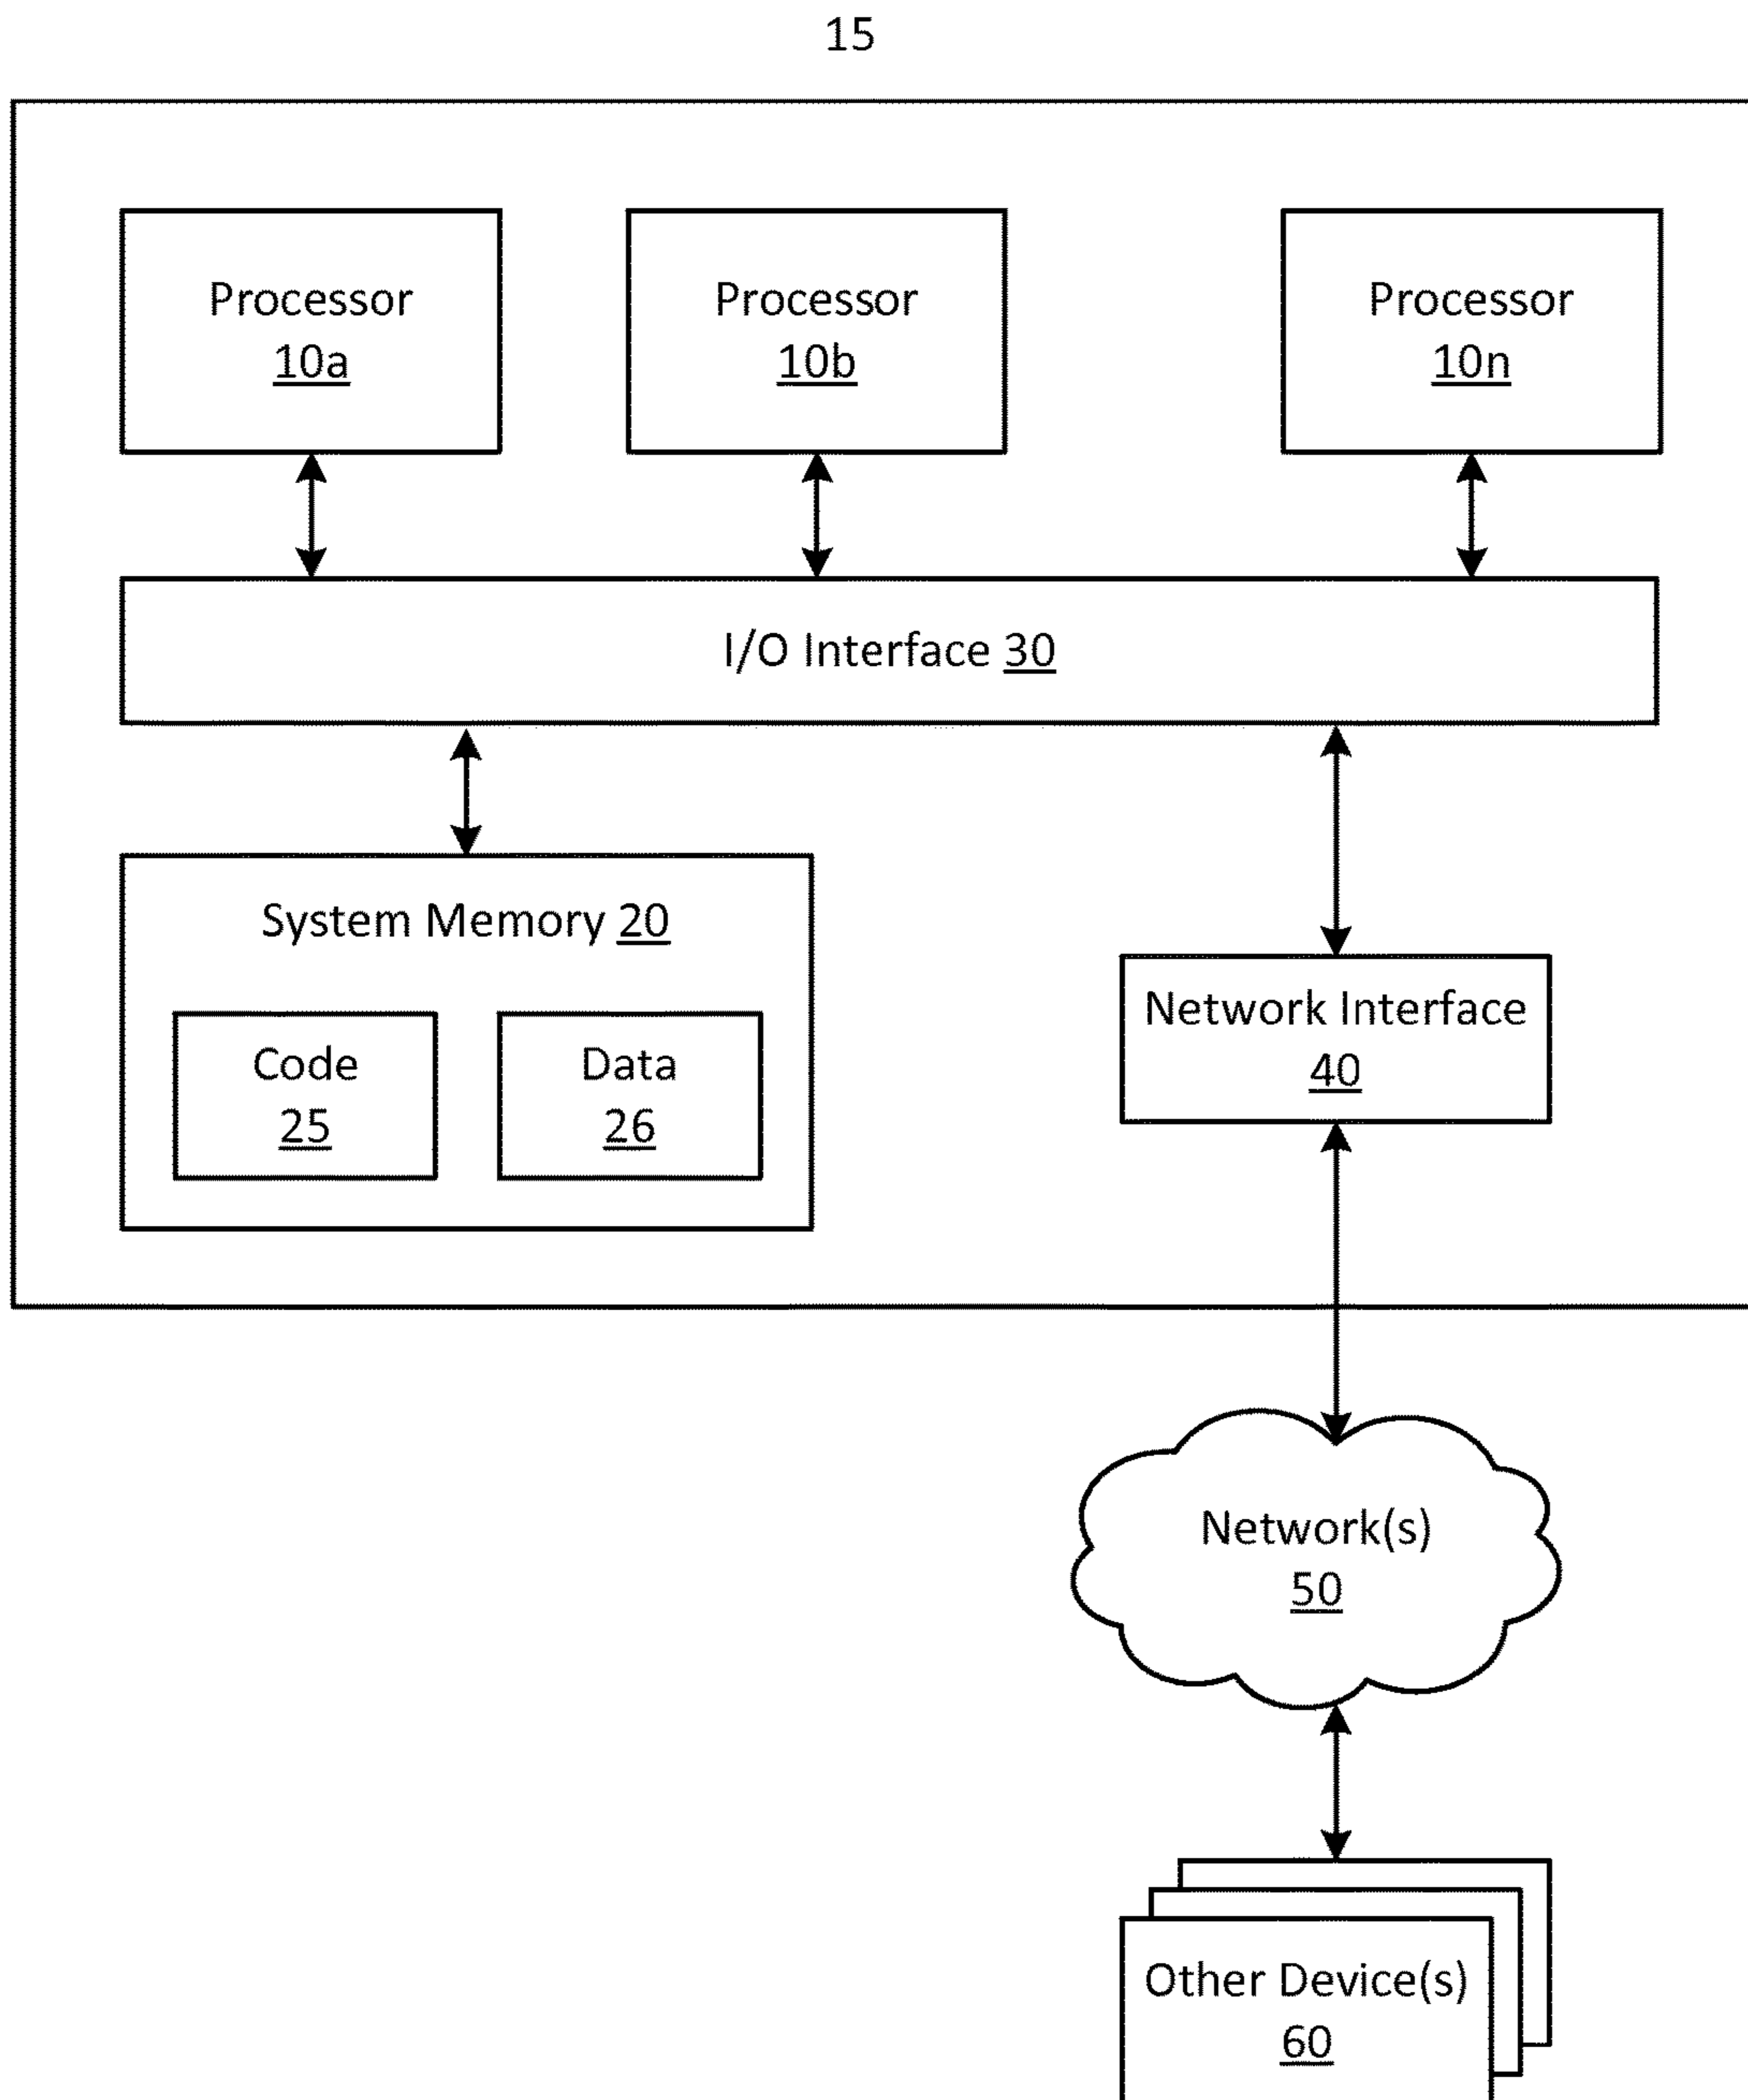 15
Processor
10a
Processor
10b
Processor
10n
I/O Interface 30
System Memory 20
Code
25
Data
26
Network Interface
40
Network(s)
50
Other Device(s)
60